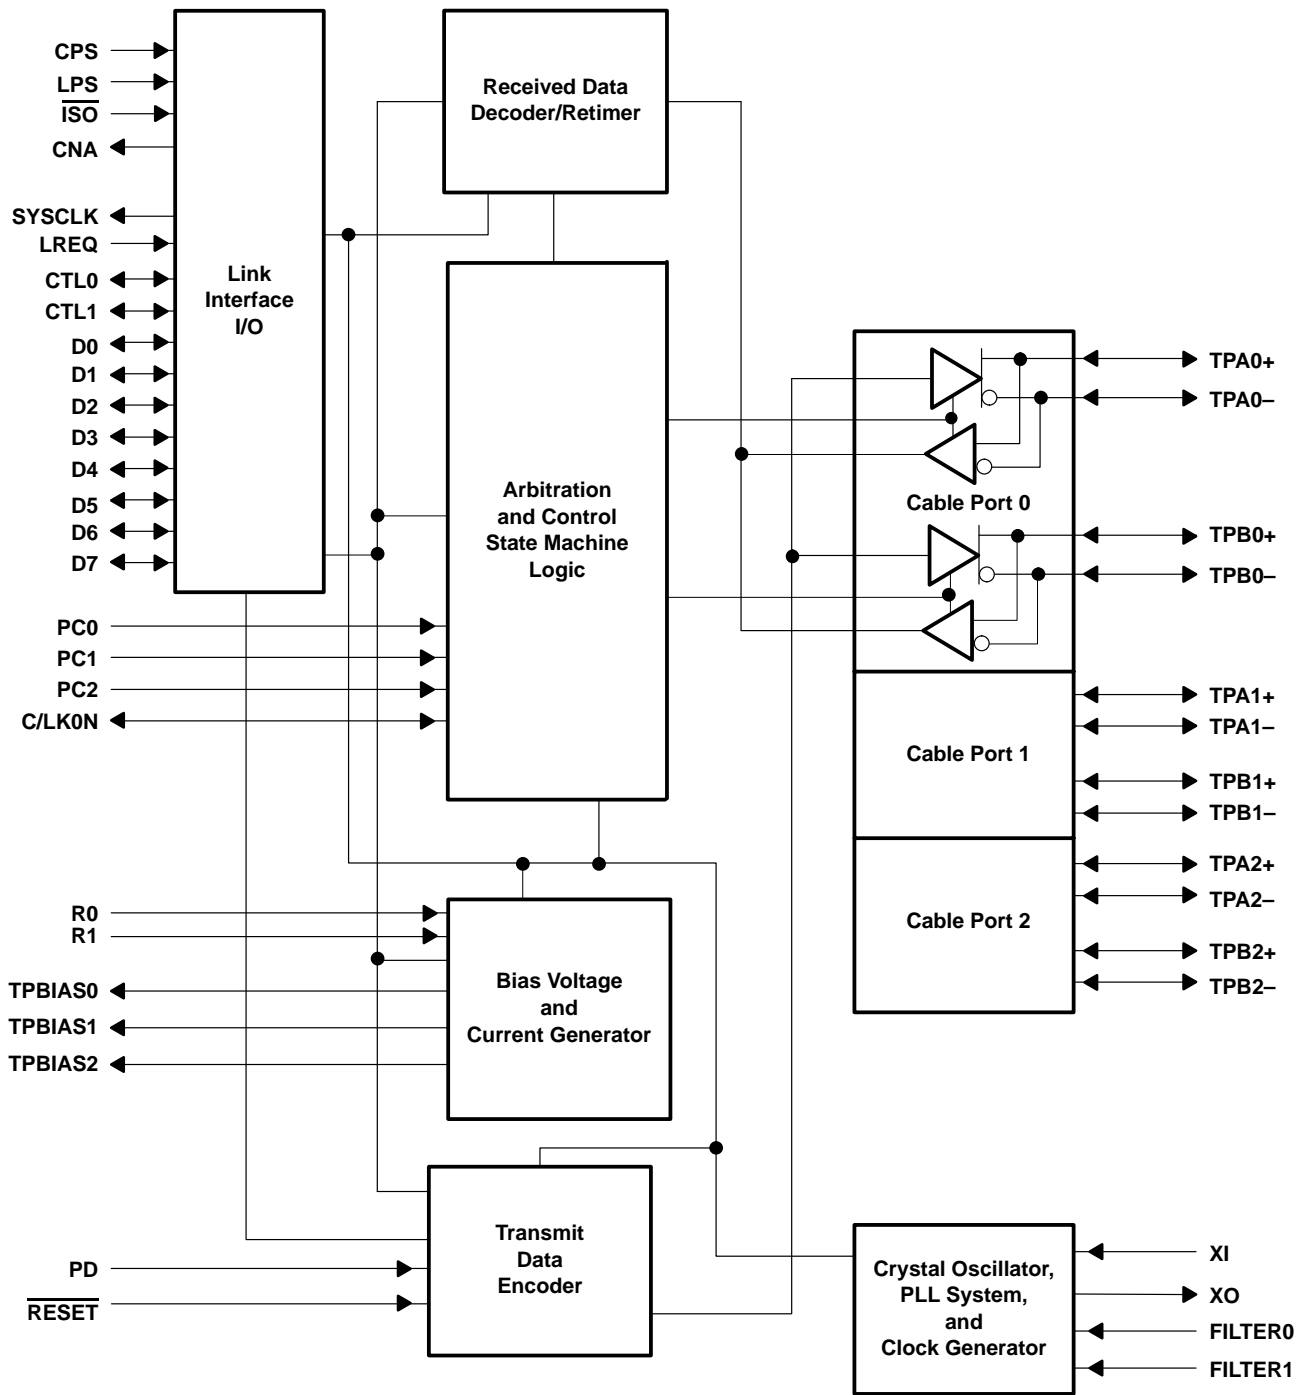 CPS
LPS
ISO
CNA
SYSCLK
LREQ
CTL0
CTL1
D0
D1
D2
D3
D4
D5
D6
D7
PC0
PC1
PC2
C/LK0N
R0
R1
TPBIAS0
TPBIAS1
TPBIAS2
PD
RESET
Link
Interface
I/O
Received Data
Decoder/Retimer
Arbitration
and Control
State Machine
Logic
Bias Voltage
and
Current Generator
Transmit
Data
Encoder
Cable Port 0
Cable Port 1
Cable Port 2
Crystal Oscillator,
PLL System,
and
Clock Generator
TPA0+
TPA0–
TPB0+
TPB0–
TPA1+
TPA1–
TPB1+
TPB1–
TPA2+
TPA2–
TPB2+
TPB2–
XI
XO
FILTER0
FILTER1